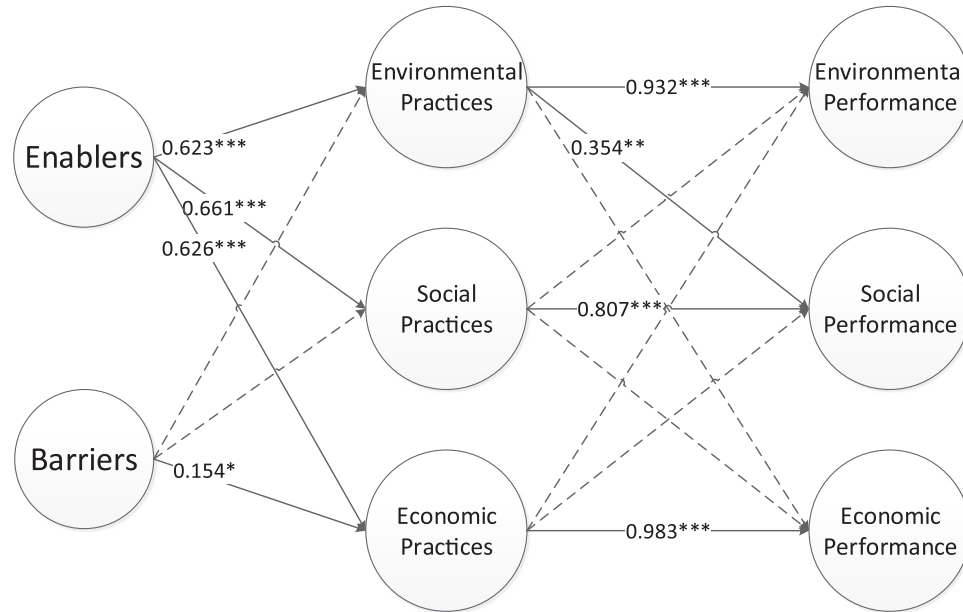 Environmental
Practices
0.932***
Environmenta
Performance
Enablers
0.623***
0.354**
0.661***
0.626***
Social
Practices
0.807***
Social
Performance
Barriers
0.154*
Economic
Practices
0.983***
Economic
Performance